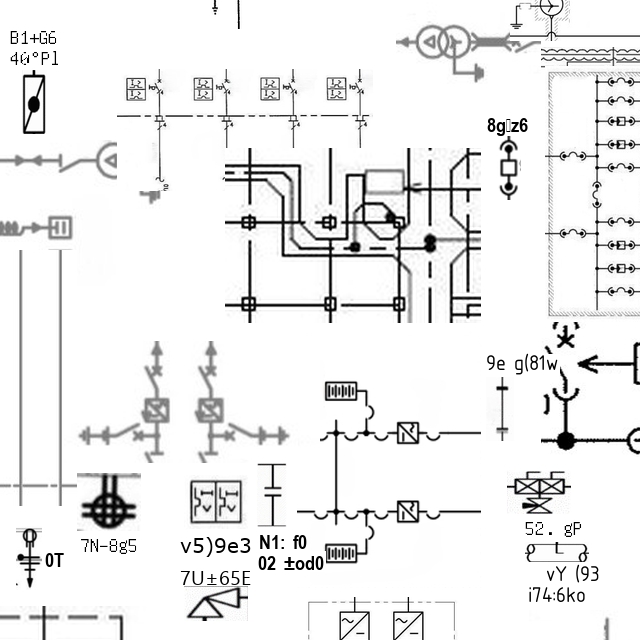 B1+G6
40°Pl
8g▯z6
9e g(81w
7N-8g5
0T
v5)9e3
7U±65E
N1: f0
02 ±od0
52. gP
vY (93
i74:6ko